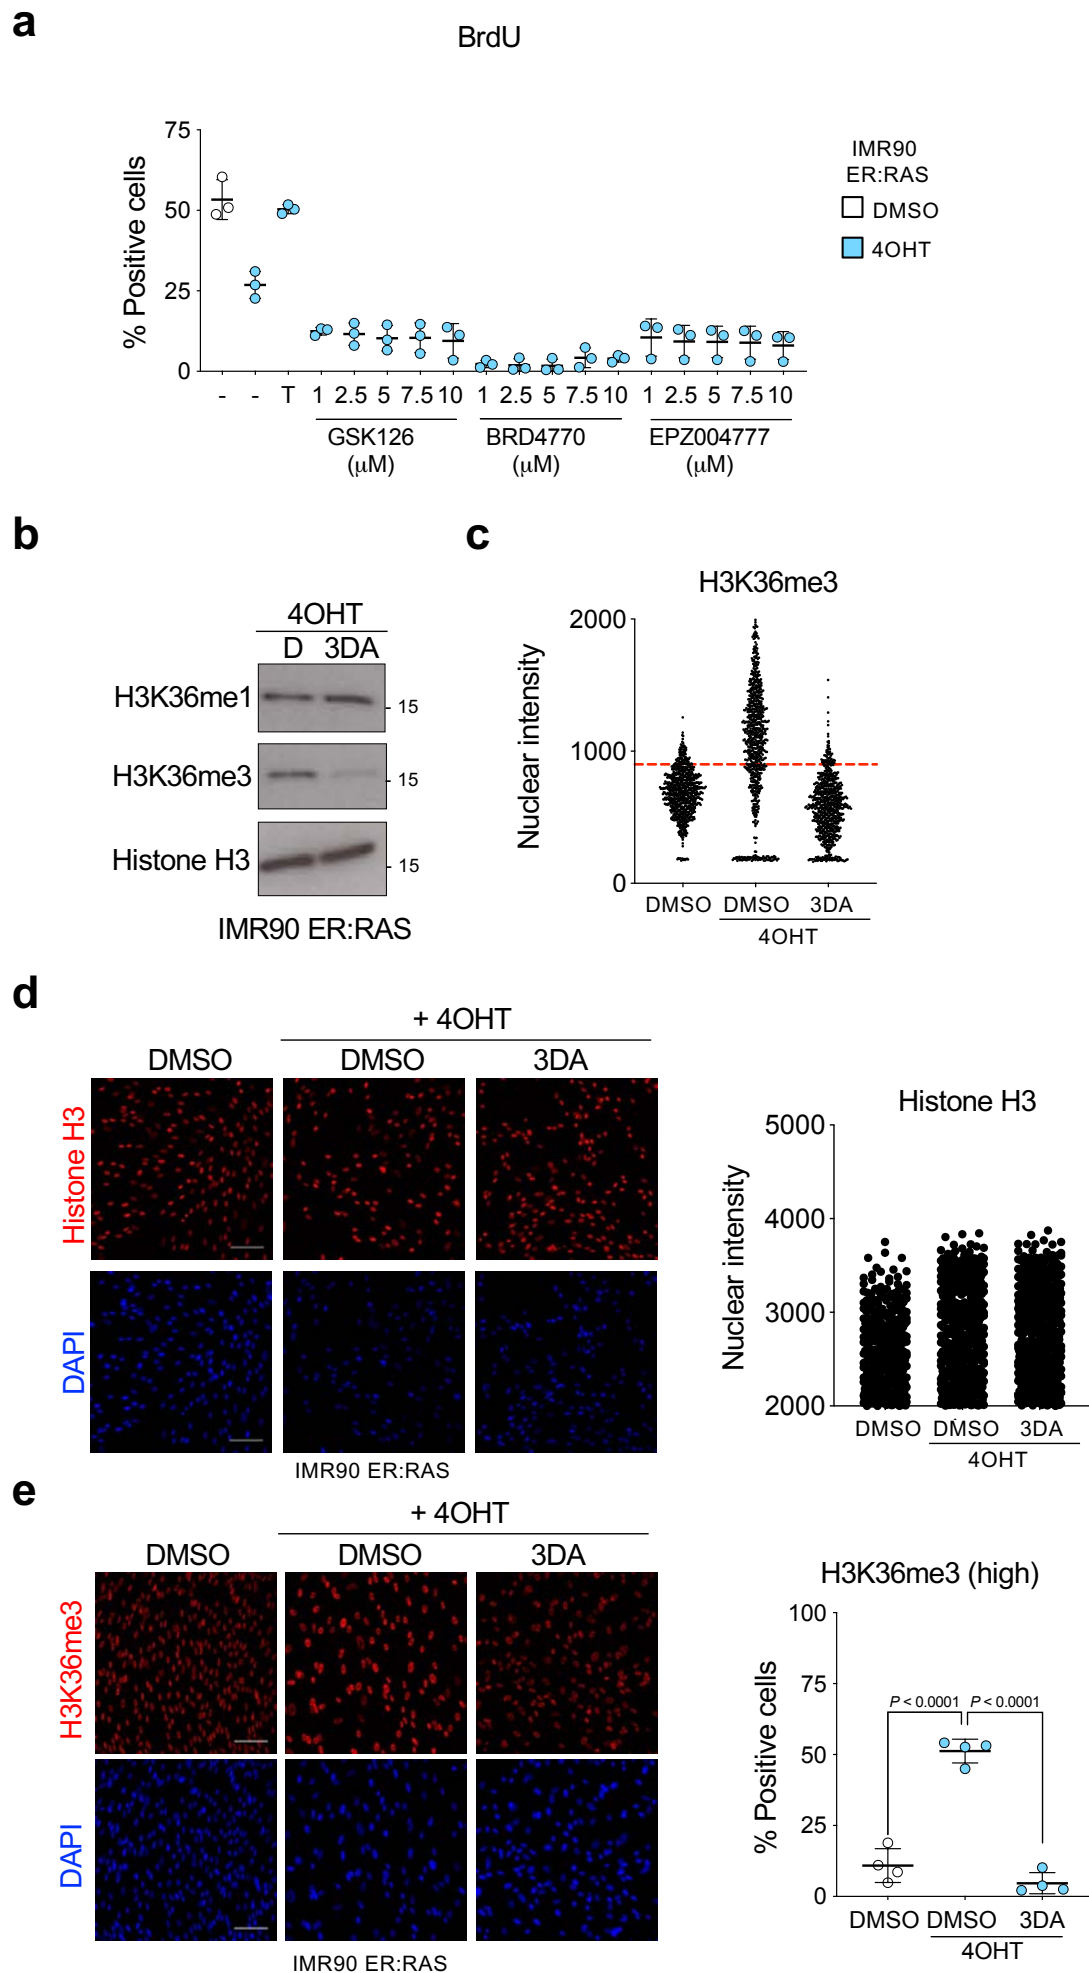 a
BrdU
% Positive cells
75
50
25
0
- - T 1 2.5 5 7.5 10 1 2.5 5 7.5 10 1 2.5 5 7.5 10
GSK126 BRD4770 EPZ004777
(μM) (μM) (μM)
IMR90
ER:RAS
DMSO
4OHT
b
4OHT
D 3DA
H3K36me1 15
H3K36me3 15
Histone H3 15
IMR90 ER:RAS
c
H3K36me3
Nuclear intensity
2000
1000
0
DMSO DMSO 3DA
4OHT
d
+ 4OHT
DMSO DMSO 3DA
Histone H3
DAPI
IMR90 ER:RAS
Histone H3
Nuclear intensity
5000
4000
3000
2000
DMSO DMSO 3DA
4OHT
e
+ 4OHT
DMSO DMSO 3DA
H3K36me3
DAPI
IMR90 ER:RAS
H3K36me3 (high)
% Positive cells
100
75
50
25
0
P < 0.0001 P < 0.0001
DMSO DMSO 3DA
4OHT